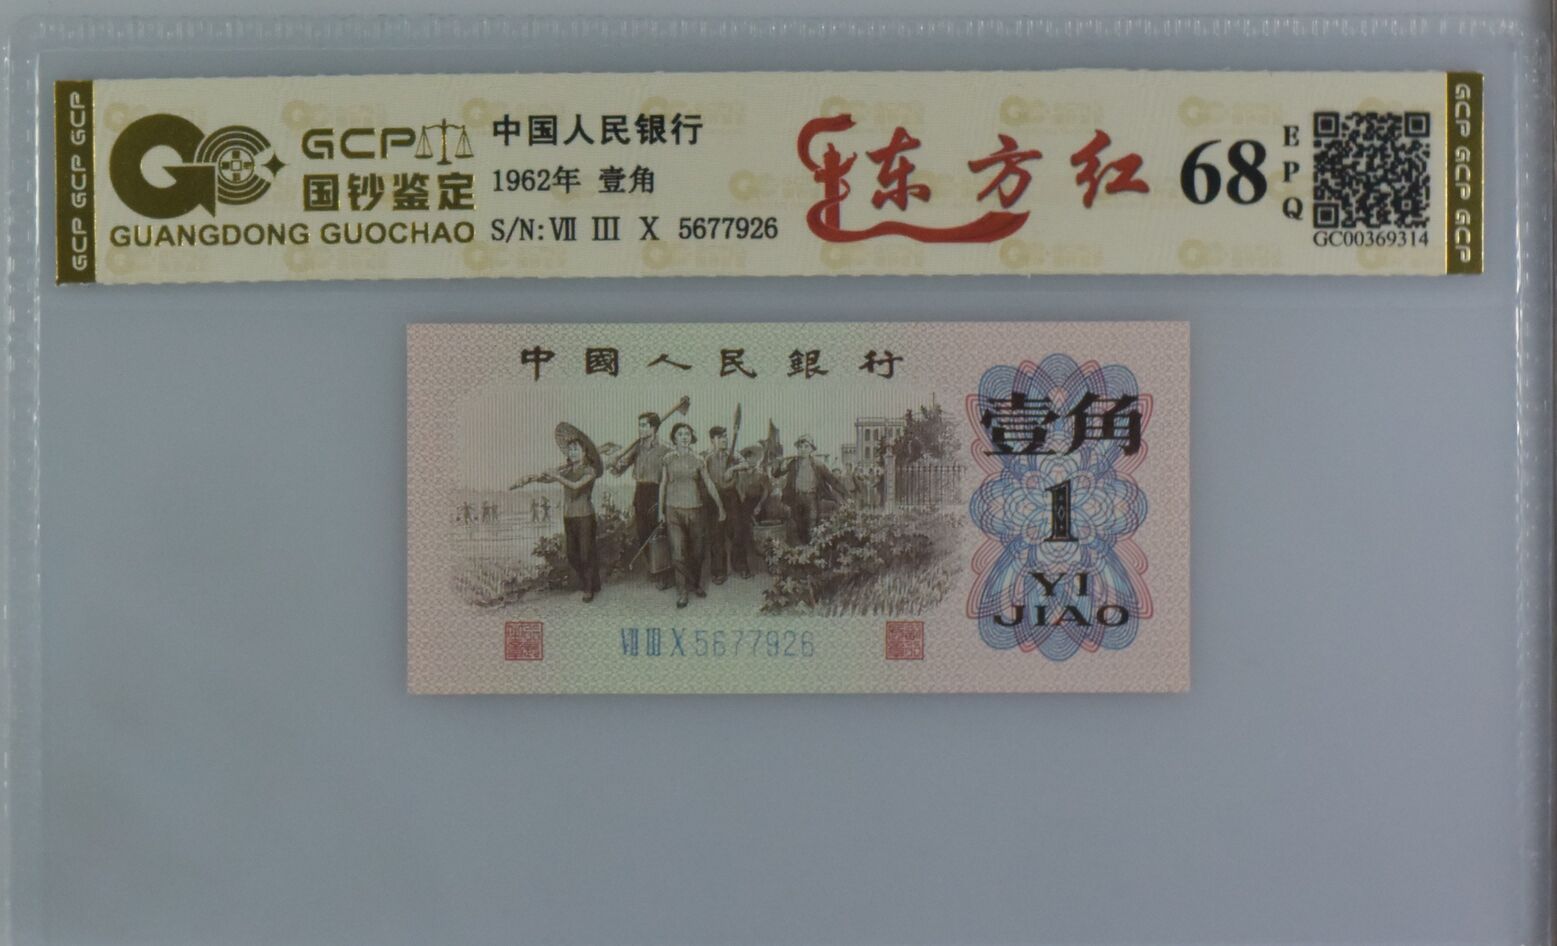 GCP GCP GCP
GCP
国钞鉴定
GUANGDONG GUOCHAO
中国人民银行
1962年 壹角
S/N: Ⅶ Ⅲ Ⅹ 5677926
东方红
68
EPQ
GC00369314
GCP GCP GCP
中國人民銀行
壹角
1
YI
JIAO
Ⅶ Ⅲ Ⅹ 5677926